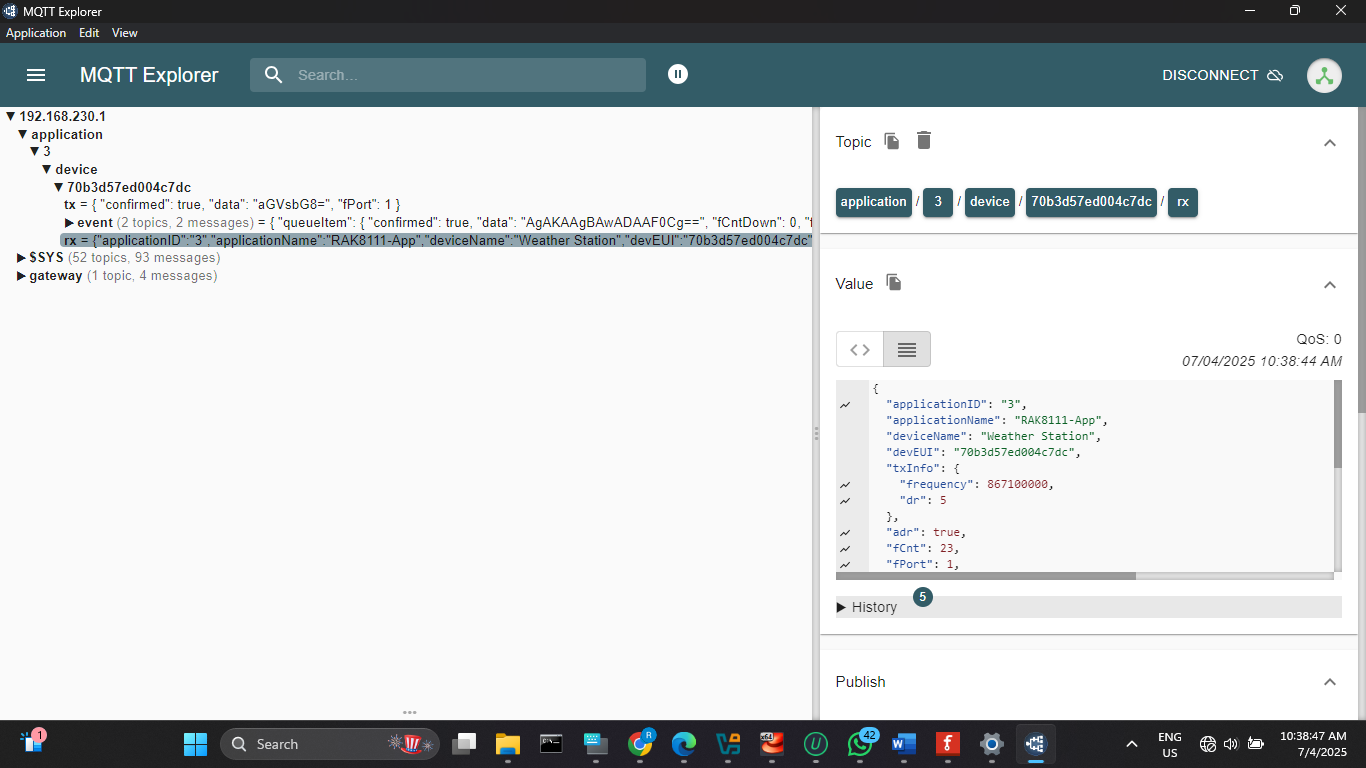 MQTT Explorer
Application Edit View
MQTT Explorer
Search...
DISCONNECT
192.168.230.1
application
3
device
70b3d57ed004c7dc
tx = { "confirmed": true, "data": "aGVsbG8=", "fPort": 1 }
event (2 topics, 2 messages) = { "queueItem": { "confirmed": true, "data": "AgAKAAgBAwADAAF0Cg==", "fCntDown": 0, "f
rx = {"applicationID":"3","applicationName":"RAK8111-App","deviceName":"Weather Station","devEUI":"70b3d57ed004c7dc"
$SYS (52 topics, 93 messages)
gateway (1 topic, 4 messages)
Topic
application / 3 / device / 70b3d57ed004c7dc / rx
Value
QoS: 0
07/04/2025 10:38:44 AM
{
"applicationID": "3",
"applicationName": "RAK8111-App",
"deviceName": "Weather Station",
"devEUI": "70b3d57ed004c7dc",
"txInfo": {
"frequency": 867100000,
"dr": 5
},
"adr": true,
"fCnt": 23,
"fPort": 1,
History 5
Publish
1
Search
x64
R
42
ENG
US
10:38:47 AM
7/4/2025